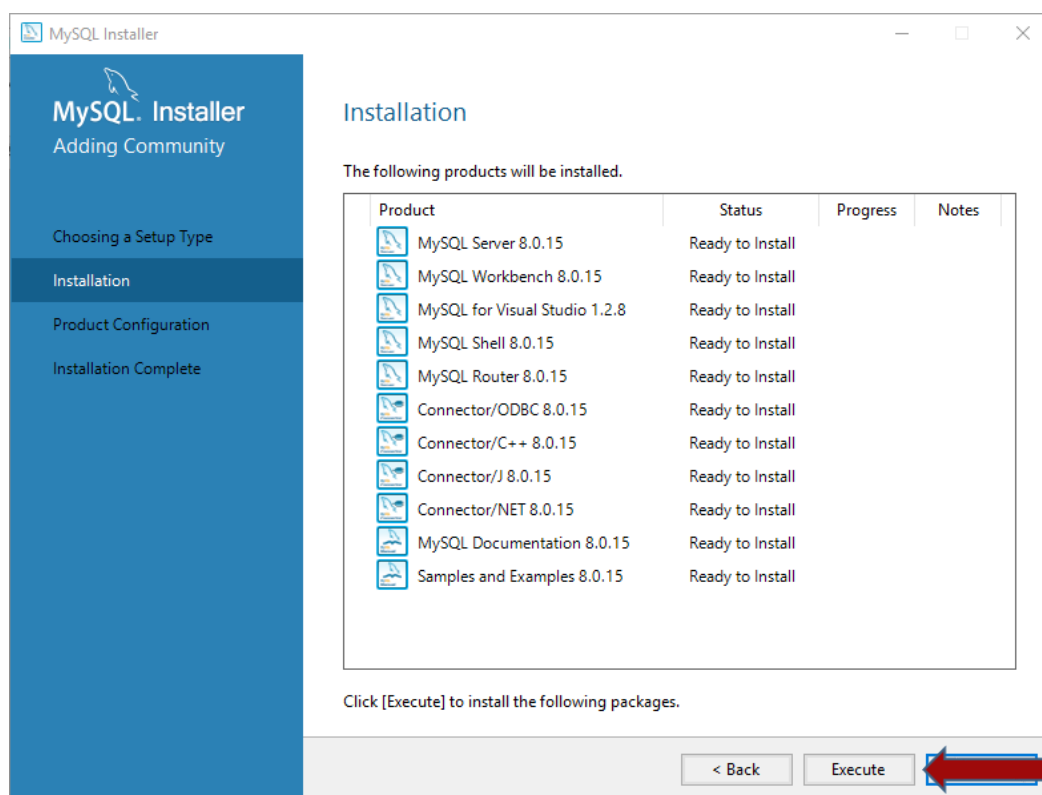 MySQL Installer
MySQL. Installer
Adding Community
Choosing a Setup Type
Installation
Product Configuration
Installation Complete
Installation
The following products will be installed.
Product Status Progress Notes
MySQL Server 8.0.15 Ready to Install
MySQL Workbench 8.0.15 Ready to Install
MySQL for Visual Studio 1.2.8 Ready to Install
MySQL Shell 8.0.15 Ready to Install
MySQL Router 8.0.15 Ready to Install
Connector/ODBC 8.0.15 Ready to Install
Connector/C++ 8.0.15 Ready to Install
Connector/J 8.0.15 Ready to Install
Connector/NET 8.0.15 Ready to Install
MySQL Documentation 8.0.15 Ready to Install
Samples and Examples 8.0.15 Ready to Install
Click [Execute] to install the following packages.
< Back Execute